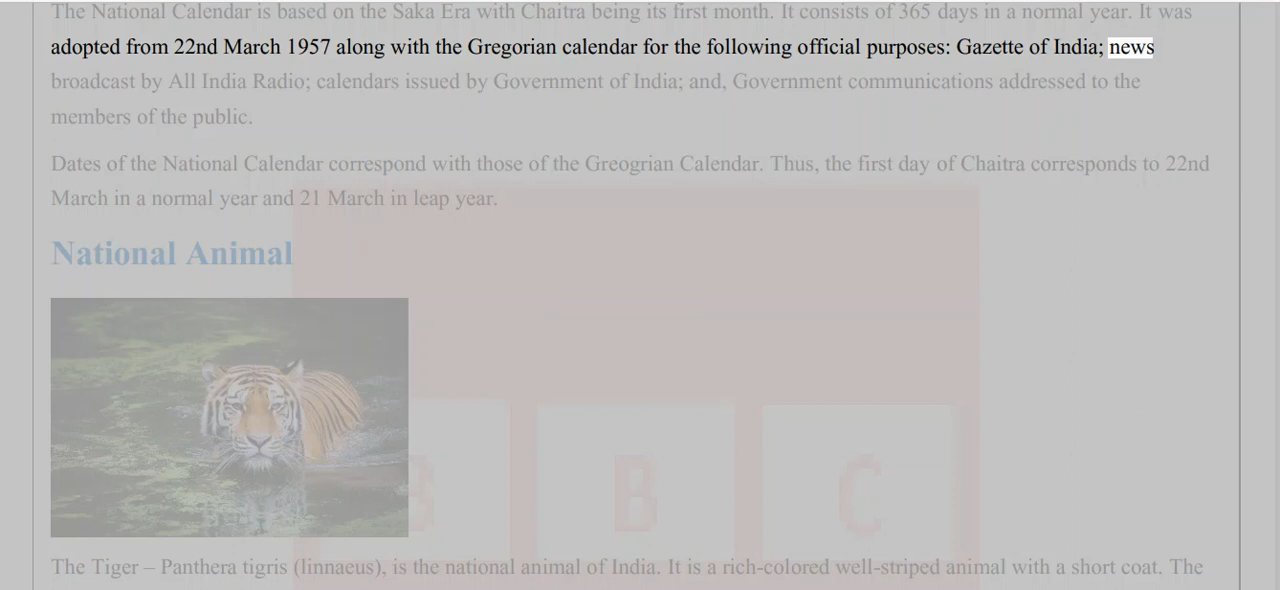 The National Calendar is based on the Saka Era with Chaitra being its first month. It consists of 365 days in a normal year. It was
adopted from 22nd March 1957 along with the Gregorian calendar for the following official purposes: Gazette of India; news
broadcast by All India Radio; calendars issued by Government of India; and, Government communications addressed to the
members of the public.
Dates of the National Calendar correspond with those of the Greogrian Calendar. Thus, the first day of Chaitra corresponds to 22nd
March in a normal year and 21 March in leap year.
National Animal
B B C
The Tiger – Panthera tigris (linnaeus), is the national animal of India. It is a rich-colored well-striped animal with a short coat. The